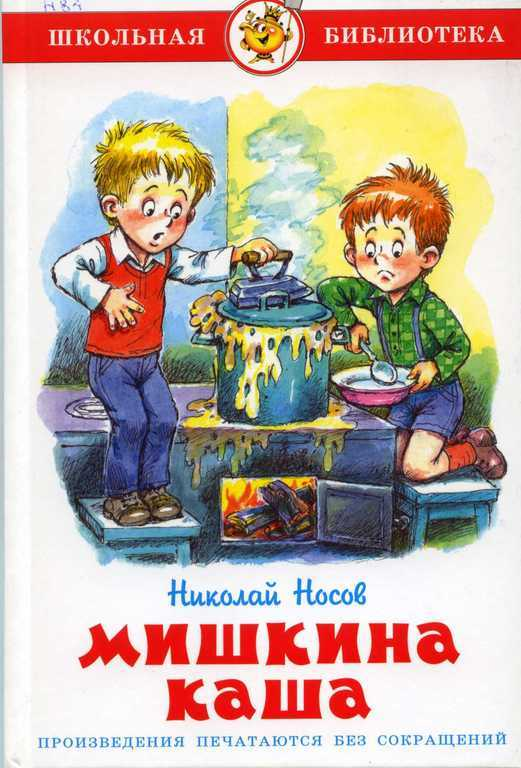 ШКОЛЬНАЯ БИБЛИОТЕКА
Николай Носов
МИШКИНА
КАША
ПРОИЗВЕДЕНИЯ ПЕЧАТАЮТСЯ БЕЗ СОКРАЩЕНИЙ